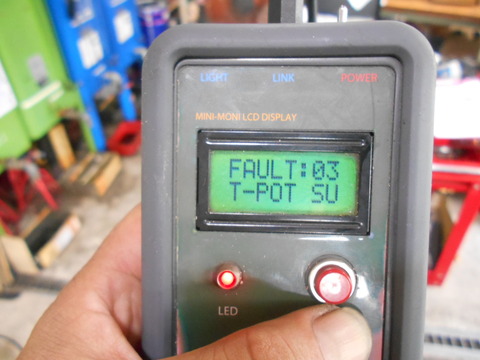 LIGHT LINK POWER
MINI-MONI LCD DISPLAY
FAULT:03
T-POT SU
LED